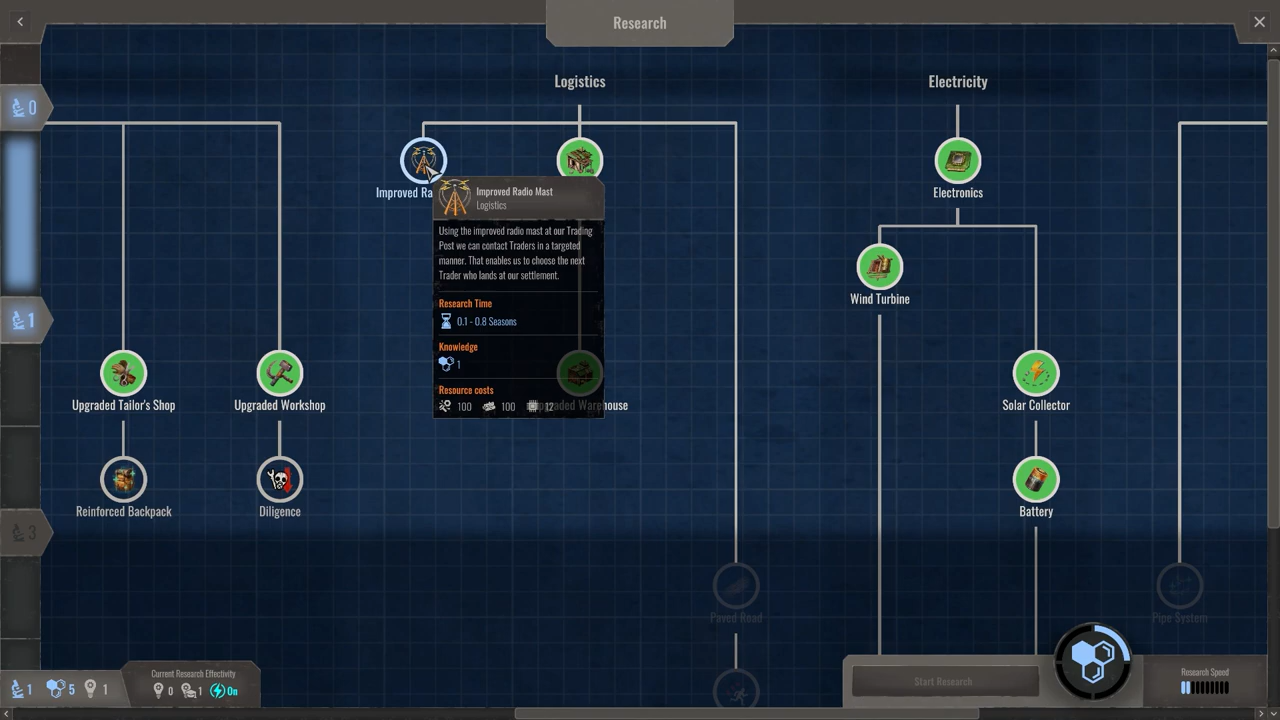 Research
Logistics
Electricity
0
Improved Ra
Improved Radio Mast
Logistics
Electronics
Using the improved radio mast at our Trading
Post we can contact Traders in a targeted
manner. That enables us to choose the next
Trader who lands at our settlement.
Wind Turbine
Research Time
0.1 - 0.8 Seasons
1
Knowledge
1
Resource costs
100 100 12
Upgraded Tailor's Shop
Upgraded Workshop
Upgraded Warehouse
Solar Collector
Reinforced Backpack
Diligence
Battery
3
Paved Road
Pipe System
Current Research Effectivity
1 5 1
0 1 On
Start Research
Research Speed